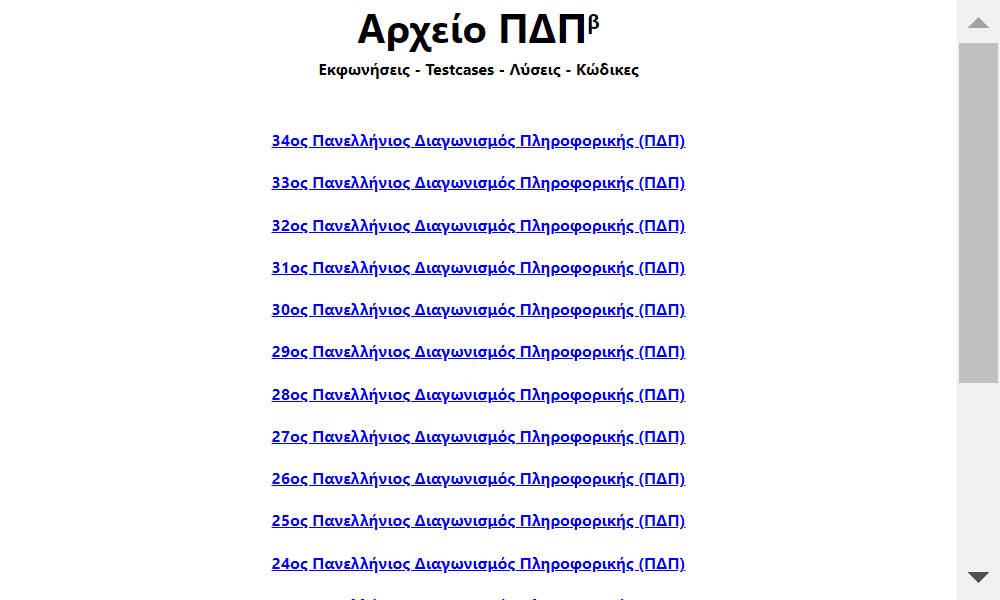 Αρχείο ΠΔΠβ
Εκφωνήσεις - Testcases - Λύσεις - Κώδικες
34ος Πανελλήνιος Διαγωνισμός Πληροφορικής (ΠΔΠ)
33ος Πανελλήνιος Διαγωνισμός Πληροφορικής (ΠΔΠ)
32ος Πανελλήνιος Διαγωνισμός Πληροφορικής (ΠΔΠ)
31ος Πανελλήνιος Διαγωνισμός Πληροφορικής (ΠΔΠ)
30ος Πανελλήνιος Διαγωνισμός Πληροφορικής (ΠΔΠ)
29ος Πανελλήνιος Διαγωνισμός Πληροφορικής (ΠΔΠ)
28ος Πανελλήνιος Διαγωνισμός Πληροφορικής (ΠΔΠ)
27ος Πανελλήνιος Διαγωνισμός Πληροφορικής (ΠΔΠ)
26ος Πανελλήνιος Διαγωνισμός Πληροφορικής (ΠΔΠ)
25ος Πανελλήνιος Διαγωνισμός Πληροφορικής (ΠΔΠ)
24ος Πανελλήνιος Διαγωνισμός Πληροφορικής (ΠΔΠ)